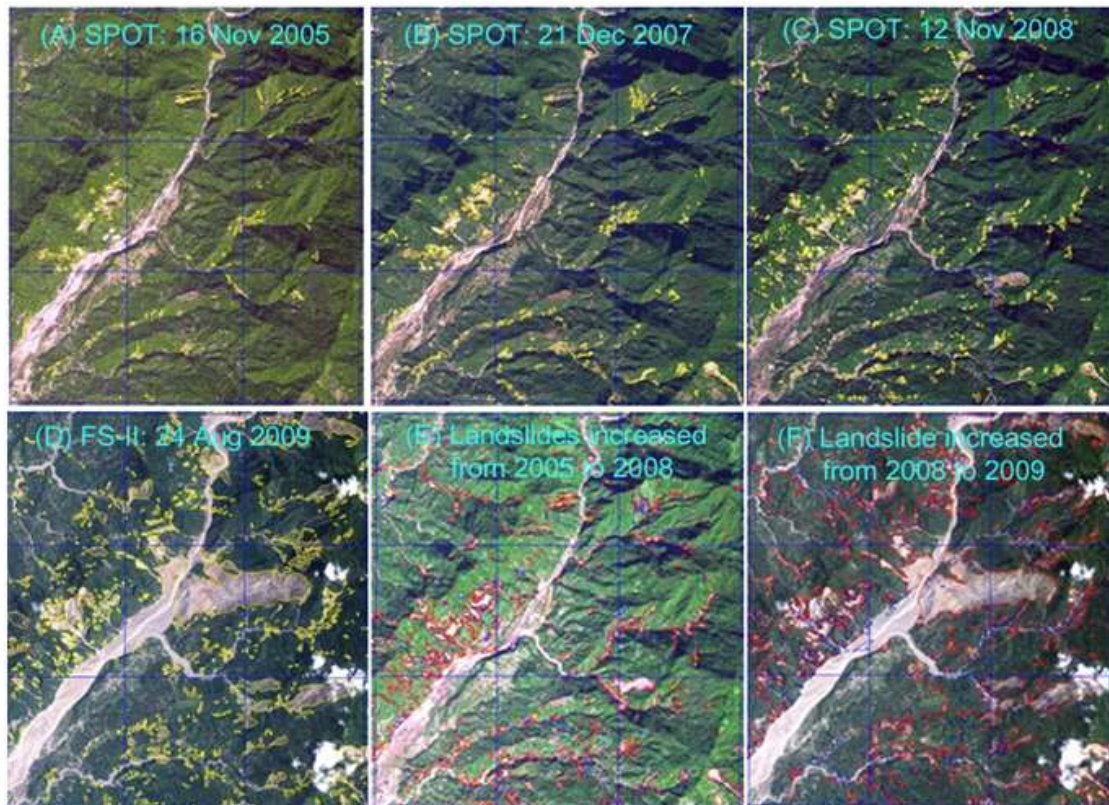 (A) SPOT: 16 Nov 2005
(B) SPOT: 21 Dec 2007
(C) SPOT: 12 Nov 2008
(D) FS-II: 24 Aug 2009
(E) Landslides increased
from 2005 to 2008
(F) Landslide increased
from 2008 to 2009